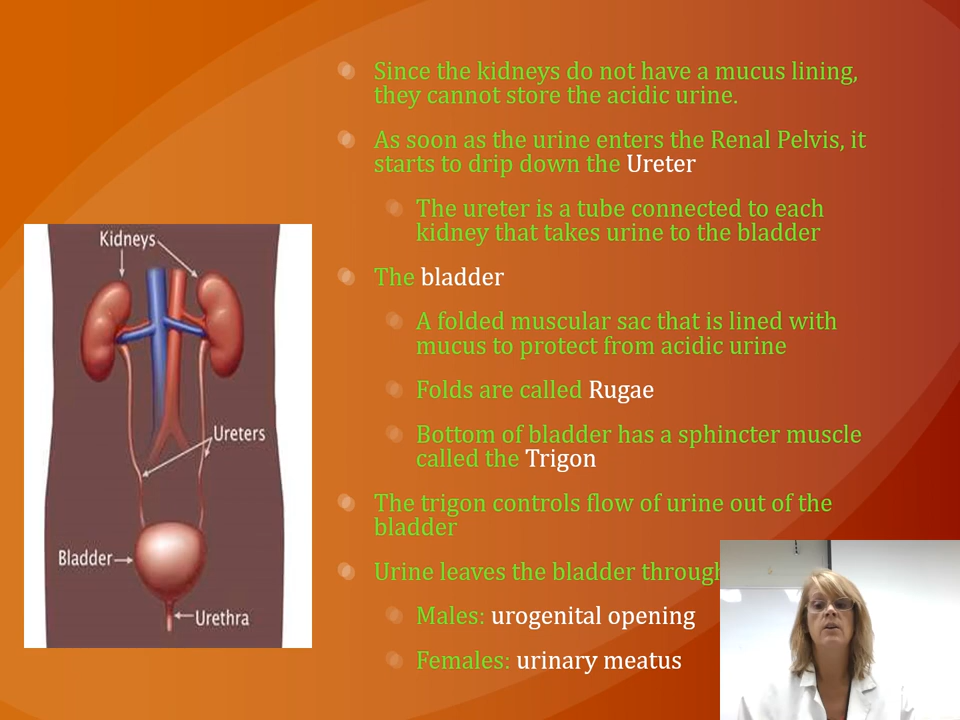 Since the kidneys do not have a mucus lining,
they cannot store the acidic urine.
As soon as the urine enters the Renal Pelvis, it
starts to drip down the Ureter
The ureter is a tube connected to each
kidney that takes urine to the bladder
The bladder
A folded muscular sac that is lined with
mucus to protect from acidic urine
Folds are called Rugae
Bottom of bladder has a sphincter muscle
called the Trigon
The trigon controls flow of urine out of the
bladder
Urine leaves the bladder through
Males: urogenital opening
Females: urinary meatus
Kidneys
Ureters
Bladder
Urethra